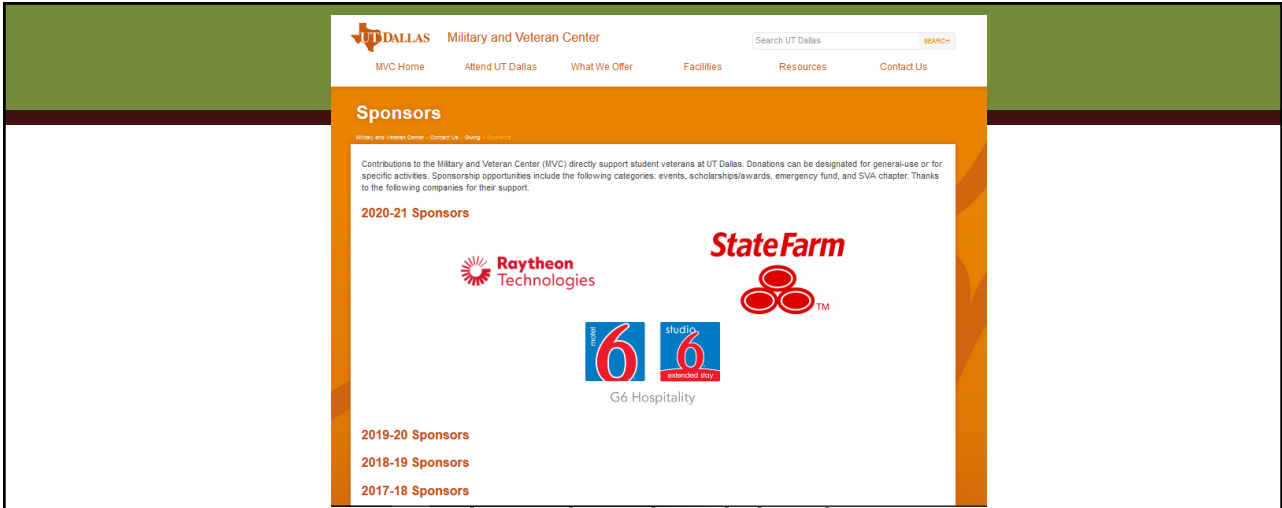 UT DALLAS Military and Veteran Center
Search UT Dallas SEARCH
MVC Home Attend UT Dallas What We Offer Facilities Resources Contact Us
Sponsors
Military and Veteran Center › Contact Us › Giving › Sponsors
Contributions to the Military and Veteran Center (MVC) directly support student veterans at UT Dallas. Donations can be designated for general-use or for
specific activities. Sponsorship opportunities include the following categories: events, scholarships/awards, emergency fund, and SVA chapter. Thanks
to the following companies for their support.
2020-21 Sponsors
Raytheon
Technologies
State Farm
TM
motel
6
studio
6
extended stay
G6 Hospitality
2019-20 Sponsors
2018-19 Sponsors
2017-18 Sponsors